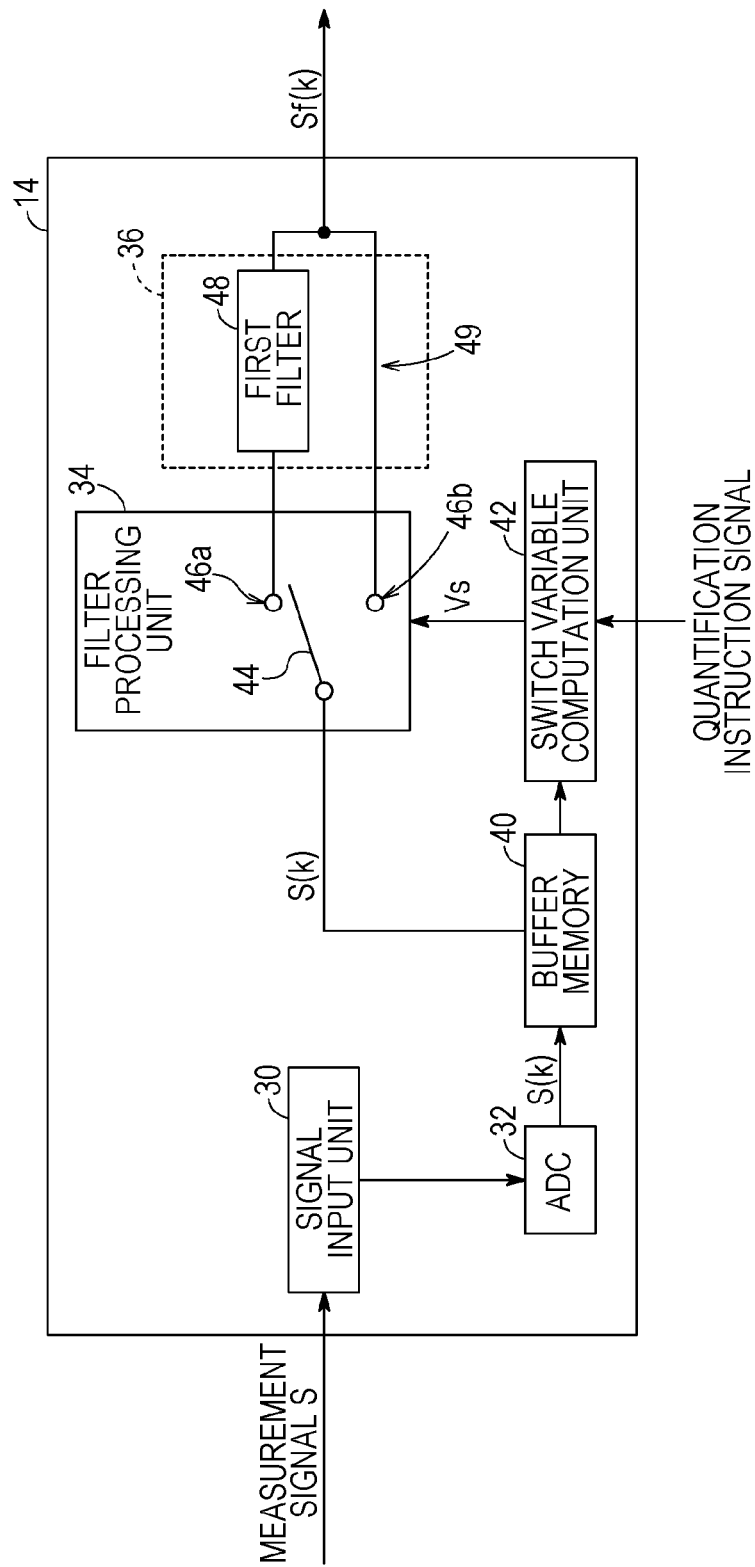 14
MEASUREMENT
SIGNAL S
30
SIGNAL
INPUT UNIT
32
ADC
S(k)
40
BUFFER
MEMORY
S(k)
34
FILTER
PROCESSING
UNIT
44
46a
46b
Vs
42
SWITCH VARIABLE
COMPUTATION UNIT
QUANTIFICATION
INSTRUCTION SIGNAL
36
48
FIRST
FILTER
49
Sf(k)